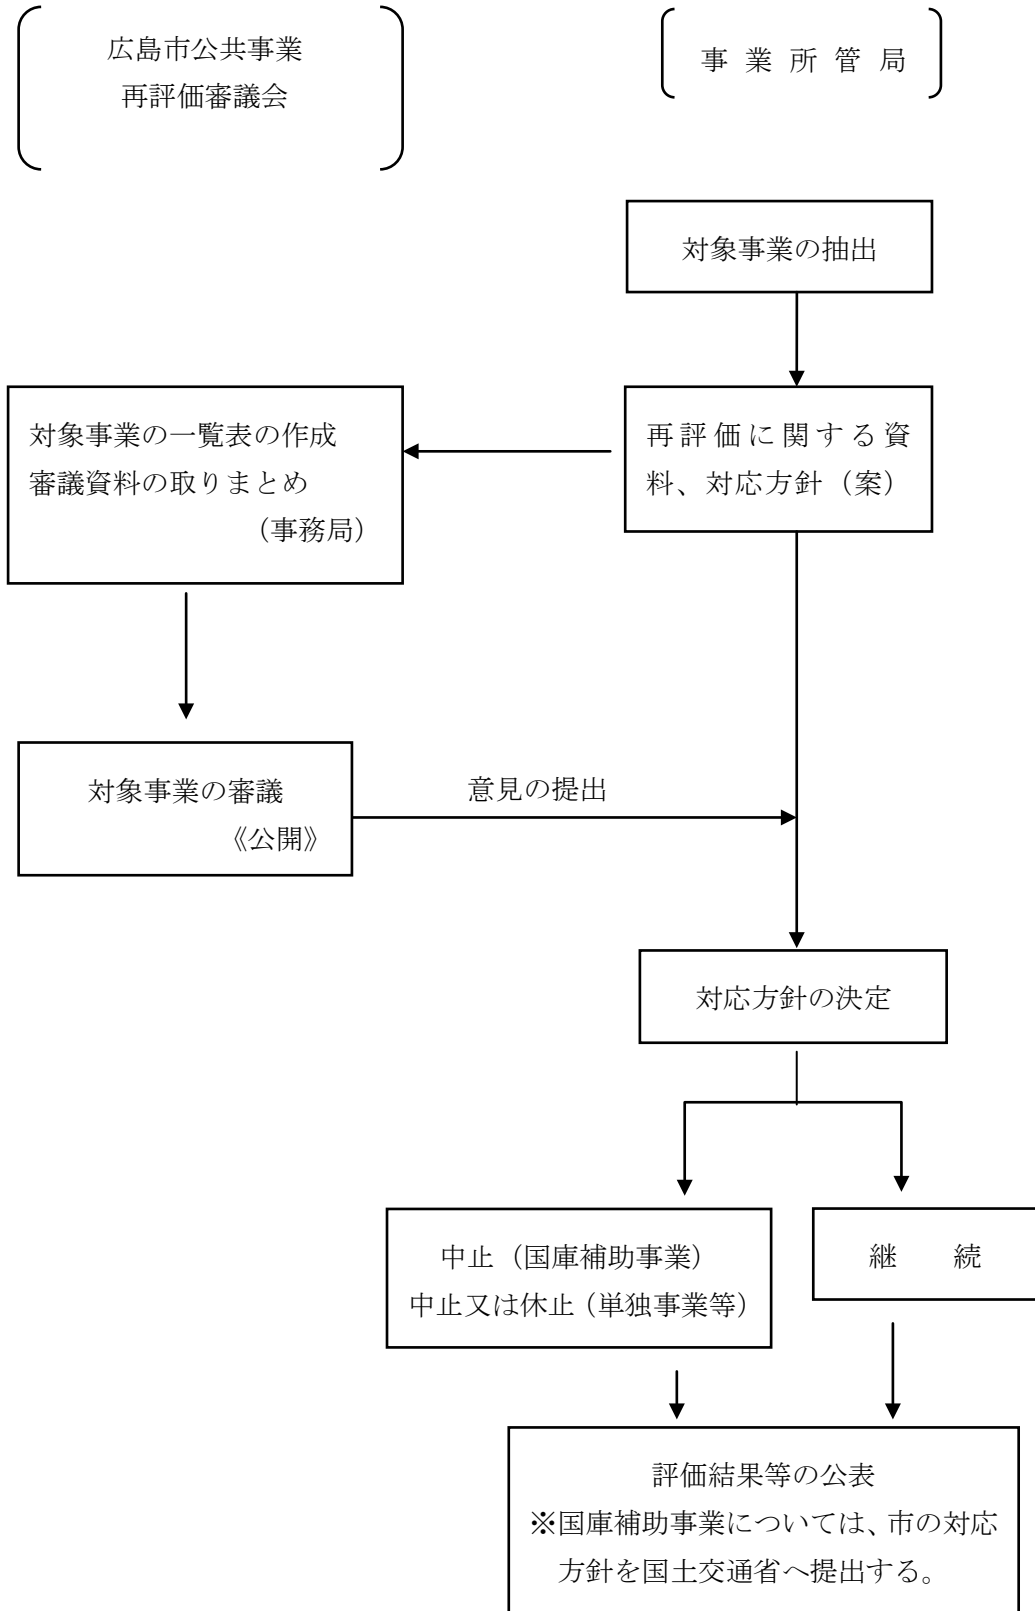 広島市公共事業
再評価審議会
事業所管局
対象事業の抽出
対象事業の一覧表の作成
審議資料の取りまとめ
（事務局）
再評価に関する資
料、対応方針（案）
対象事業の審議
《公開》
意見の提出
対応方針の決定
中止（国庫補助事業）
中止又は休止（単独事業等）
継　続
評価結果等の公表
※国庫補助事業については、市の対応
方針を国土交通省へ提出する。